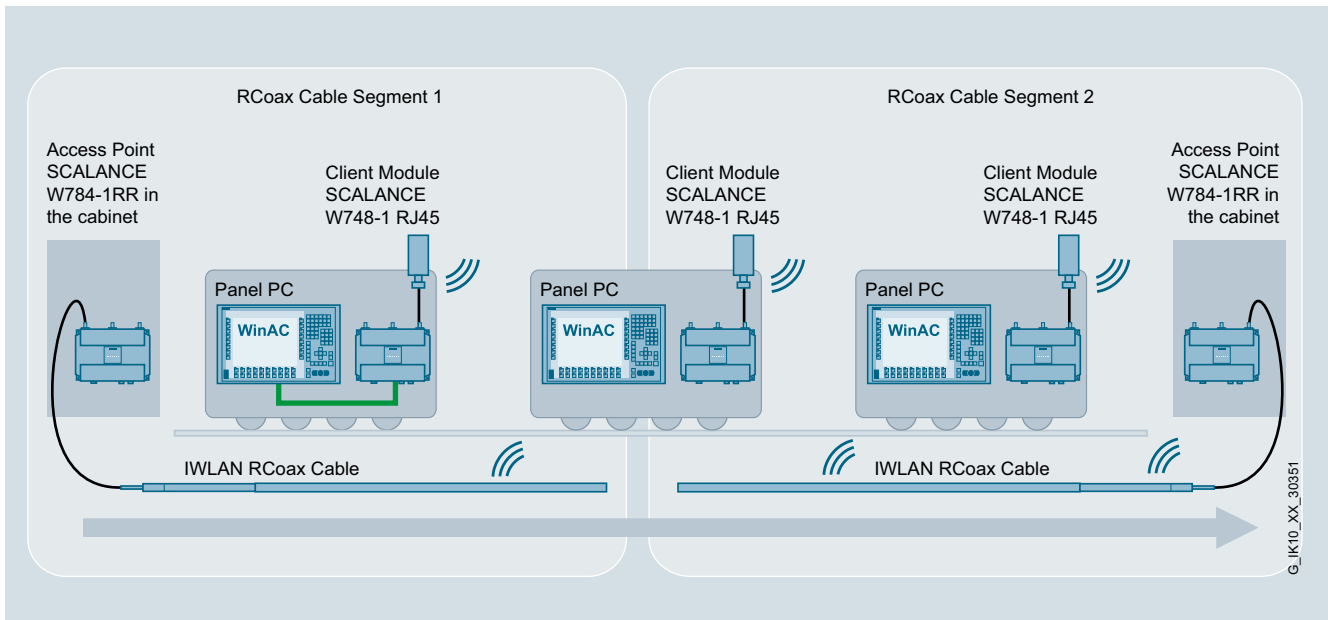 RCoax Cable Segment 1
RCoax Cable Segment 2
Access Point
SCALANCE
W784-1RR in
the cabinet
Client Module
SCALANCE
W748-1 RJ45
Client Module
SCALANCE
W748-1 RJ45
Client Module
SCALANCE
W748-1 RJ45
Access Point
SCALANCE
W784-1RR in
the cabinet
Panel PC
WinAC
Panel PC
WinAC
Panel PC
WinAC
IWLAN RCoax Cable
IWLAN RCoax Cable
G_IK10_XX_30351